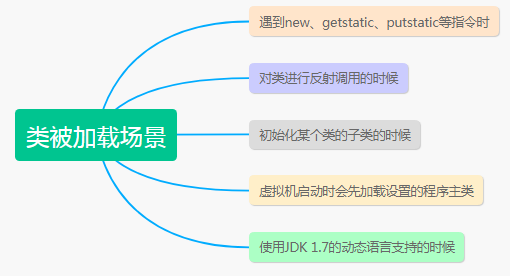 类被加载场景
遇到new、getstatic、putstatic等指令时
对类进行反射调用的时候
初始化某个类的子类的时候
虚拟机启动时会先加载设置的程序主类
使用JDK 1.7的动态语言支持的时候